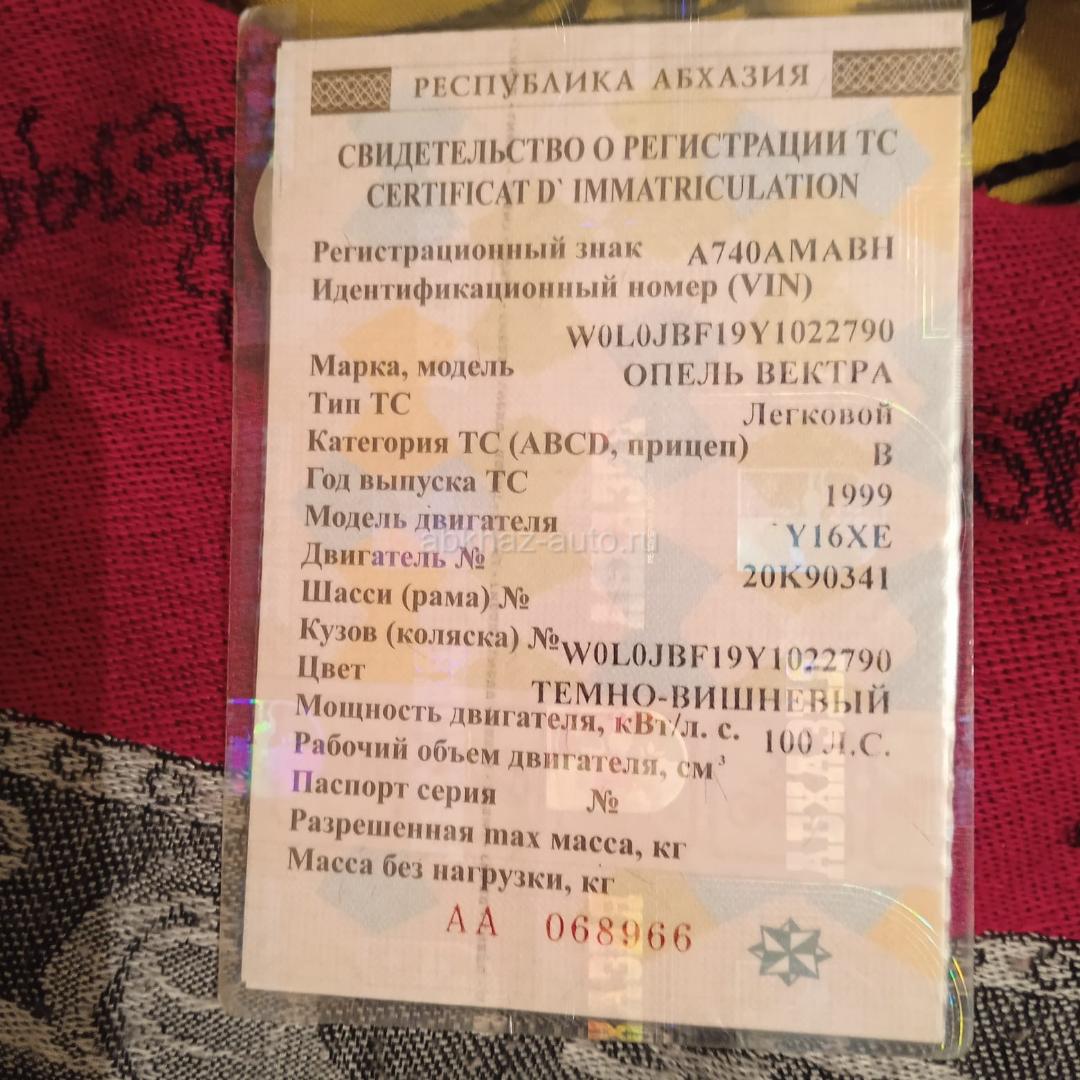 РЕСПУБЛИКА АБХАЗИЯ
СВИДЕТЕЛЬСТВО О РЕГИСТРАЦИИ ТС
CERTIFICAT D` IMMATRICULATION
Регистрационный знак A740AMABH
Идентификационный номер (VIN)
W0L0JBF19Y1022790
Марка, модель ОПЕЛЬ ВЕКТРА
Тип ТС Легковой
Категория ТС (ABCD, прицеп) B
Год выпуска ТС 1999
Модель двигателя Y16XE
abkhaz-auto.ru
Двигатель № 20K90341
Шасси (рама) №
Кузов (коляска) № W0L0JBF19Y1022790
Цвет ТЕМНО-ВИШНЕВЫЙ
Мощность двигателя, кВт/л. с. 100 Л.С.
Рабочий объем двигателя, см³
Паспорт серия №
Разрешенная max масса, кг
Масса без нагрузки, кг
АА 068966